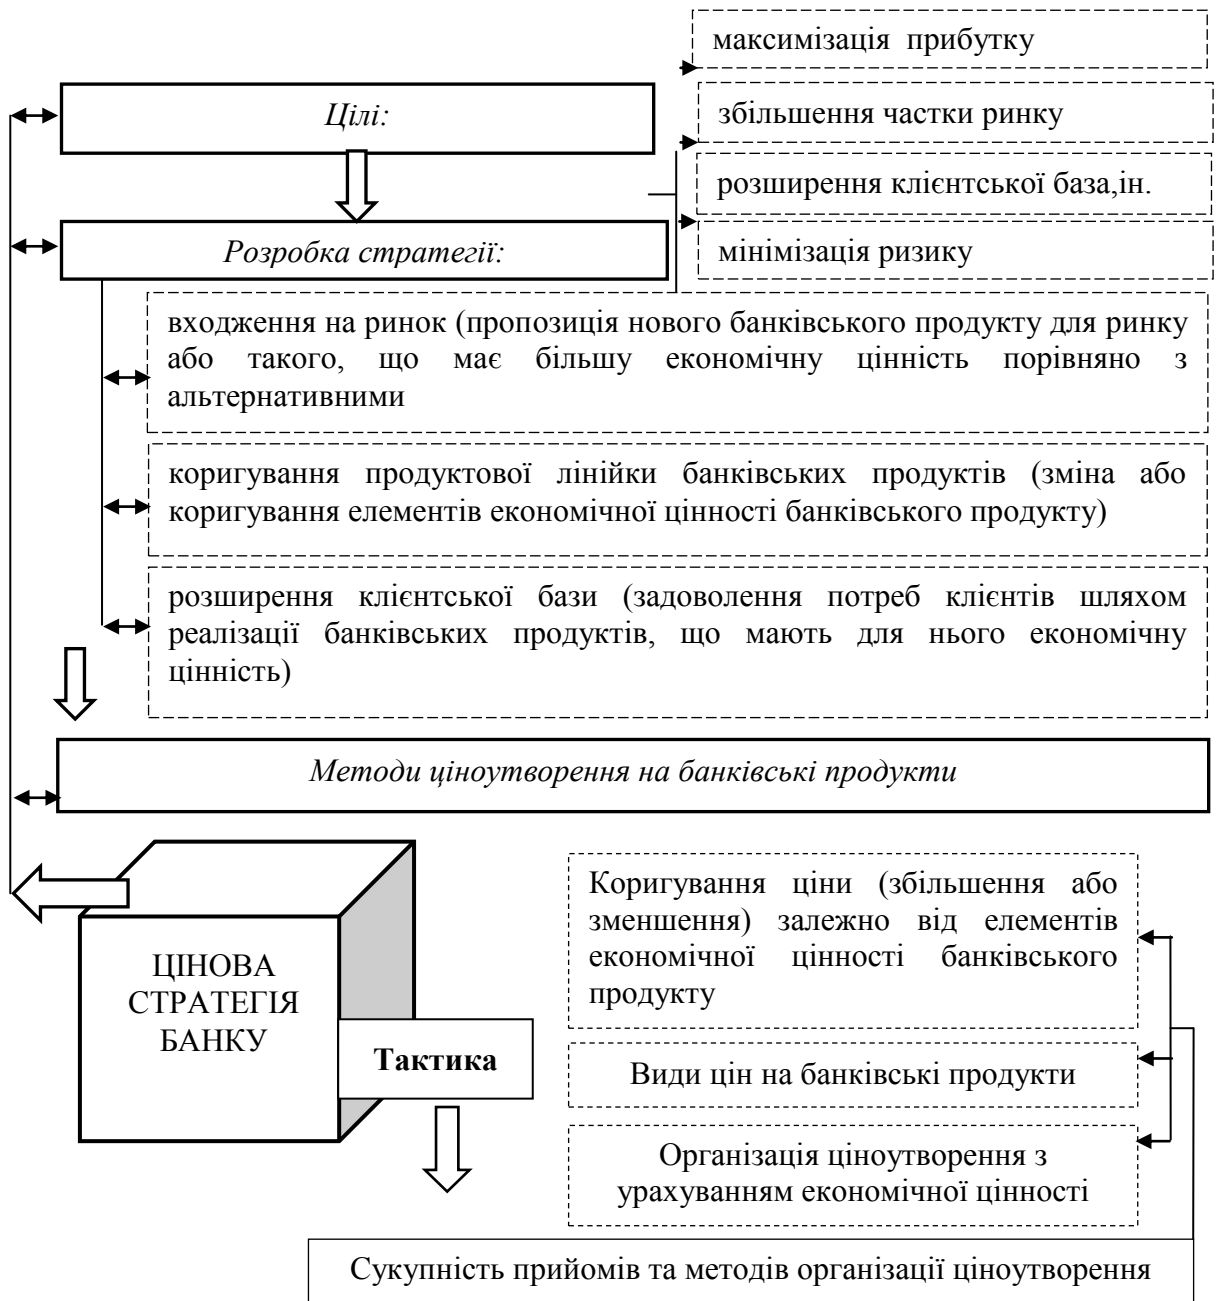 максимізація прибутку
Цілі:
збільшення частки ринку
розширення клієнтської база,ін.
Розробка стратегії:
мінімізація ризику
входження на ринок (пропозиція нового банківського продукту для ринку
або такого, що має більшу економічну цінність порівняно з
альтернативними
коригування продуктової лінійки банківських продуктів (зміна або
коригування елементів економічної цінності банківського продукту)
розширення клієнтської бази (задоволення потреб клієнтів шляхом
реалізації банківських продуктів, що мають для нього економічну
цінність)
Методи ціноутворення на банківські продукти
ЦІНОВА
СТРАТЕГІЯ
БАНКУ
Тактика
Коригування ціни (збільшення або
зменшення) залежно від елементів
економічної цінності банківського
продукту
Види цін на банківські продукти
Організація ціноутворення з
урахуванням економічної цінності
Сукупність прийомів та методів організації ціноутворення